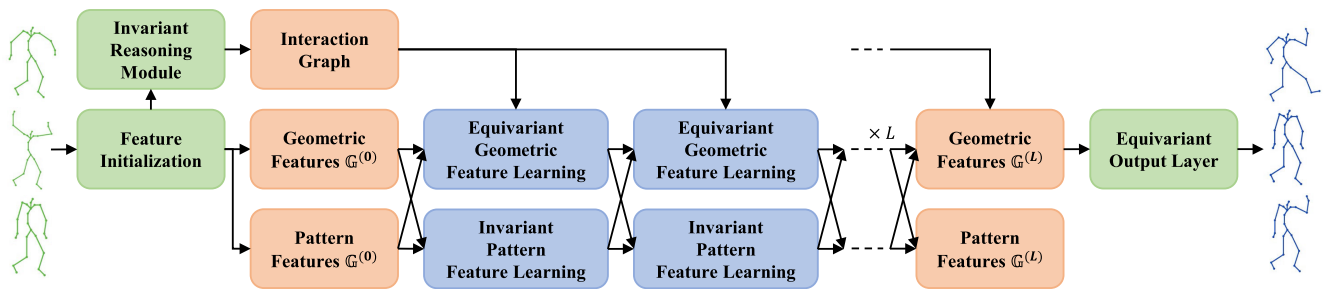 Invariant
Reasoning
Module
Interaction
Graph
Feature
Initialization
Geometric
Features 𝔾⁽⁰⁾
Equivariant
Geometric
Feature Learning
Equivariant
Geometric
Feature Learning
× L
Geometric
Features 𝔾⁽ᴸ⁾
Equivariant
Output Layer
Pattern
Features 𝔾⁽⁰⁾
Invariant
Pattern
Feature Learning
Invariant
Pattern
Feature Learning
Pattern
Features 𝔾⁽ᴸ⁾